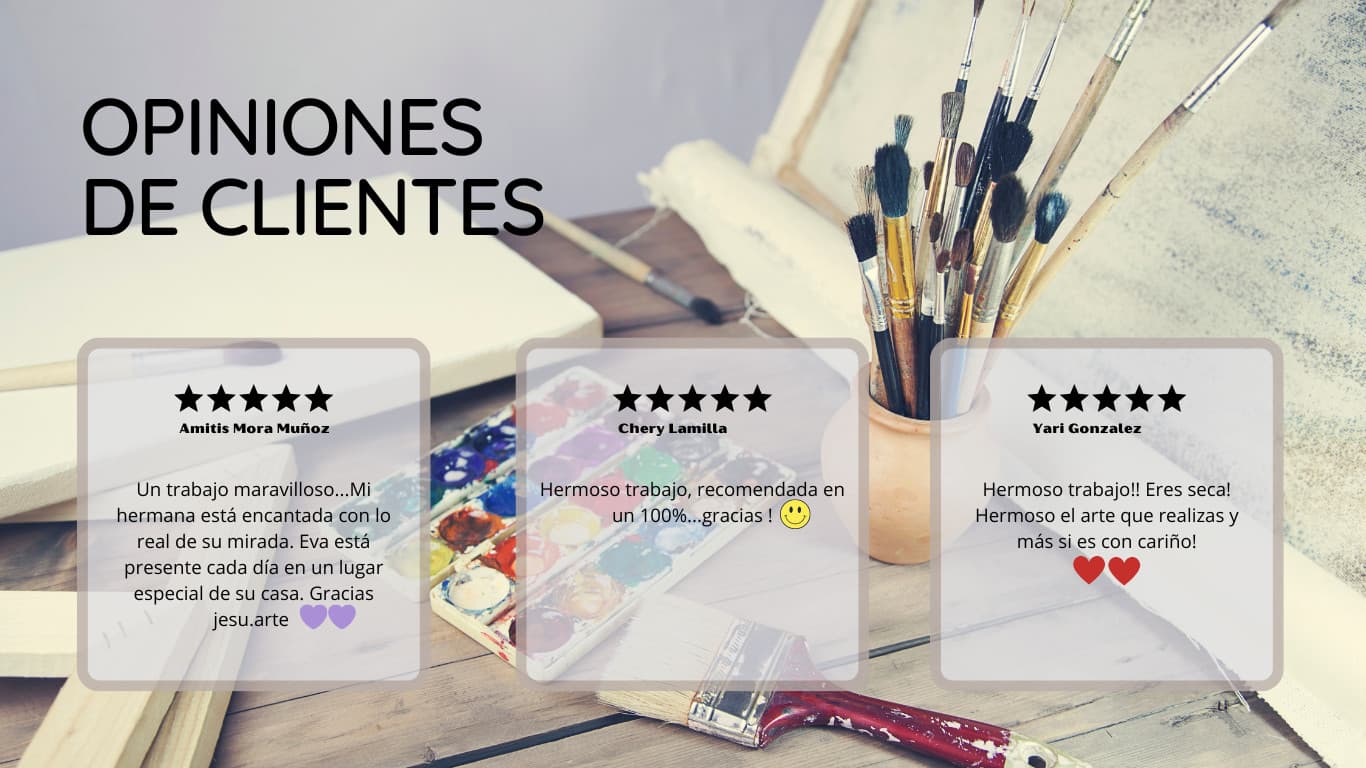 OPINIONES
DE CLIENTES
Amitis Mora Muñoz
Un trabajo maravilloso...Mi
hermana está encantada con lo
real de su mirada. Eva está
presente cada día en un lugar
especial de su casa. Gracias
jesu.arte 💜💜
Chery Lamilla
Hermoso trabajo, recomendada en
un 100%...gracias ! 🙂
Yari Gonzalez
Hermoso trabajo!! Eres seca!
Hermoso el arte que realizas y
más si es con cariño!
❤️❤️